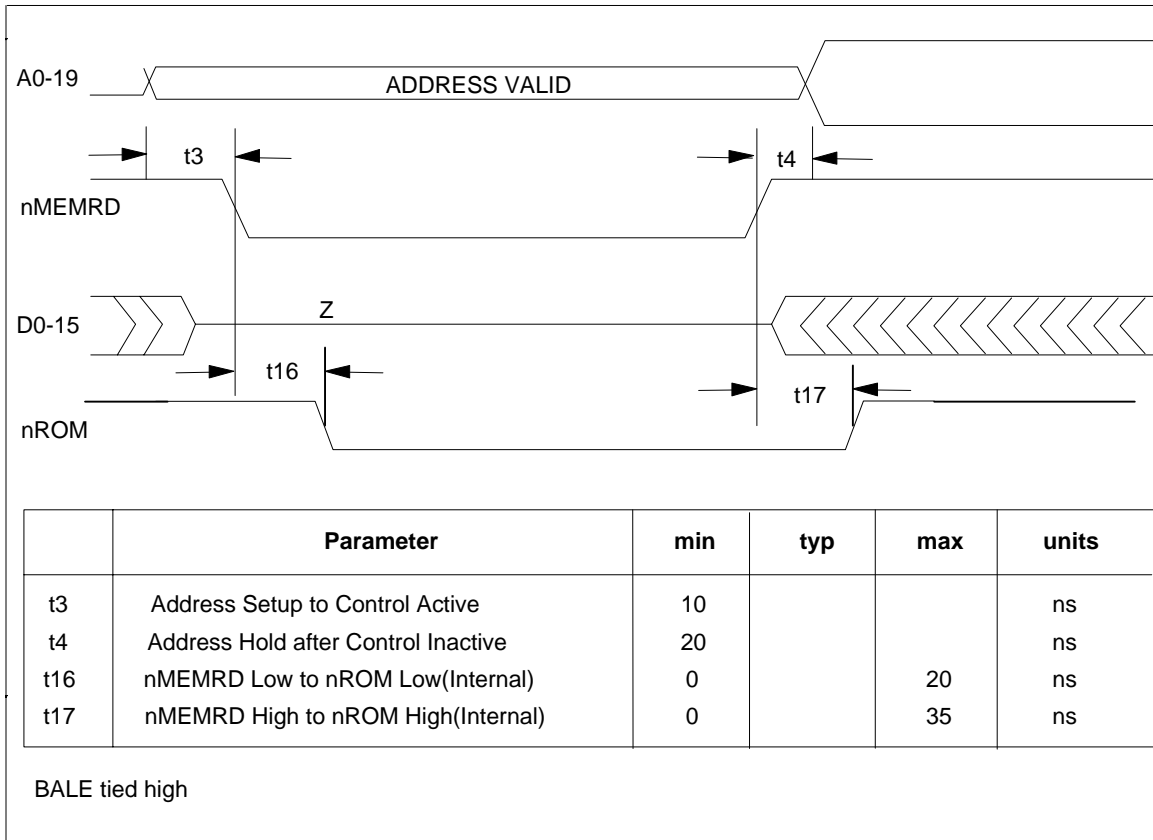 A0-19
ADDRESS VALID
t3
t4
nMEMRD
D0-15
Z
t16
t17
nROM
Parameter min typ max units
t3 Address Setup to Control Active 10 ns
t4 Address Hold after Control Inactive 20 ns
t16 nMEMRD Low to nROM Low(Internal) 0 20 ns
t17 nMEMRD High to nROM High(Internal) 0 35 ns
BALE tied high